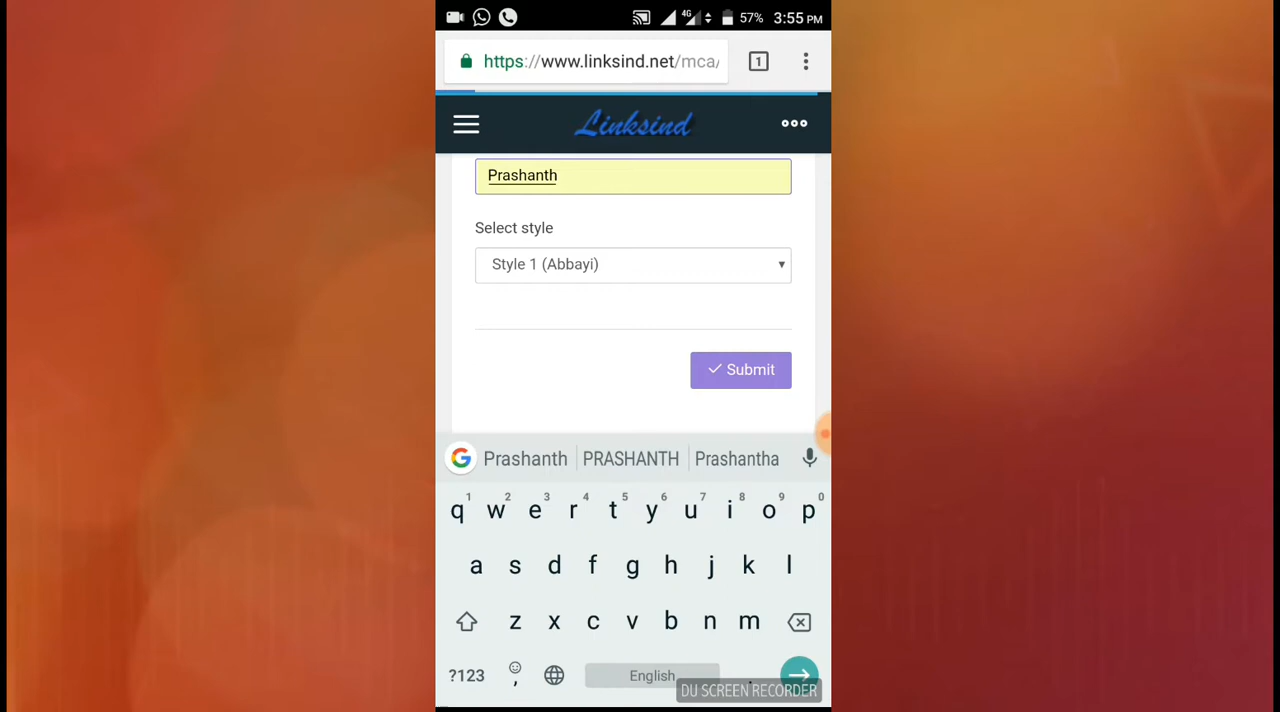 4G 57% 3:55 PM
https://www.linksind.net/mca/ 1
Linksind
Prashanth
Select style
Style 1 (Abbayi)
Submit
G Prashanth PRASHANTH Prashantha
1 2 3 4 5 6 7 8 9 0
q w e r t y u i o p
a s d f g h j k l
z x c v b n m
?123 , English .
DU SCREEN RECORDER